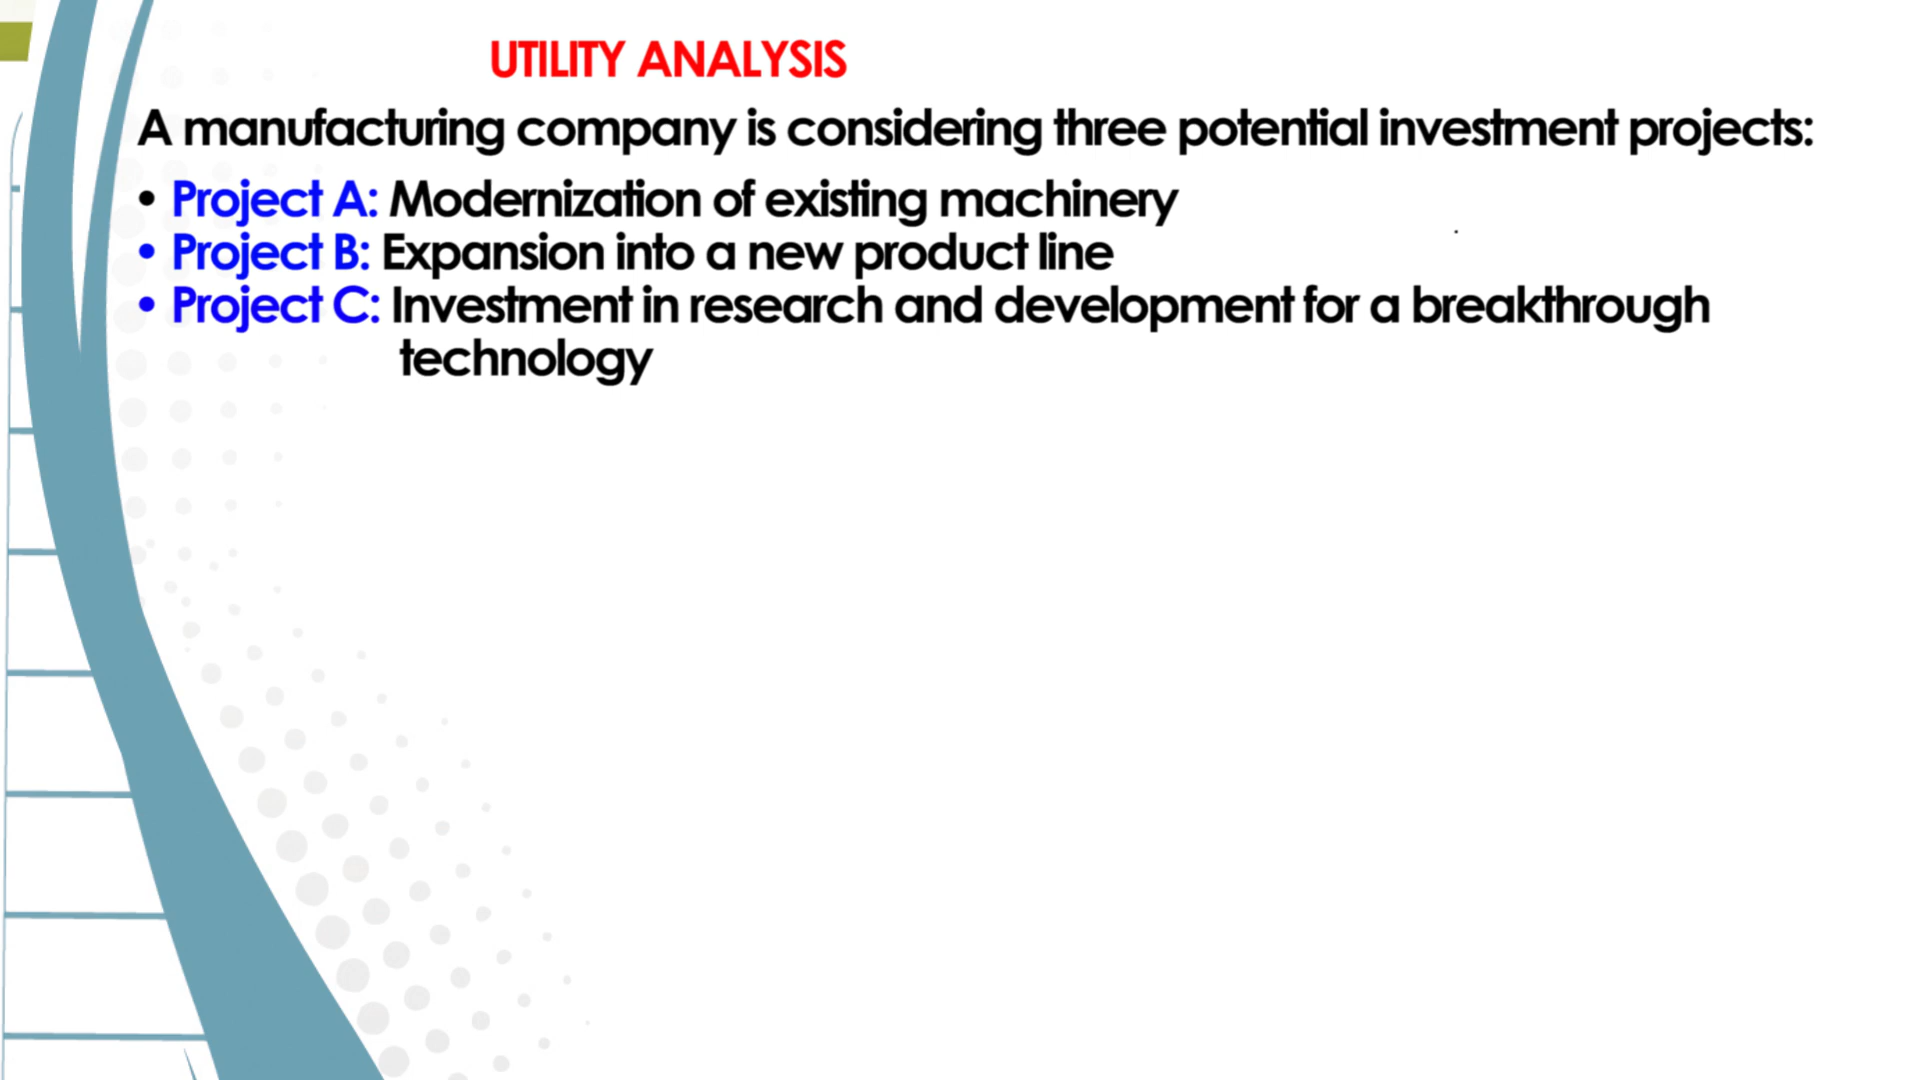 UTILITY ANALYSIS
A manufacturing company is considering three potential investment projects:
• Project A: Modernization of existing machinery
• Project B: Expansion into a new product line
• Project C: Investment in research and development for a breakthrough
technology